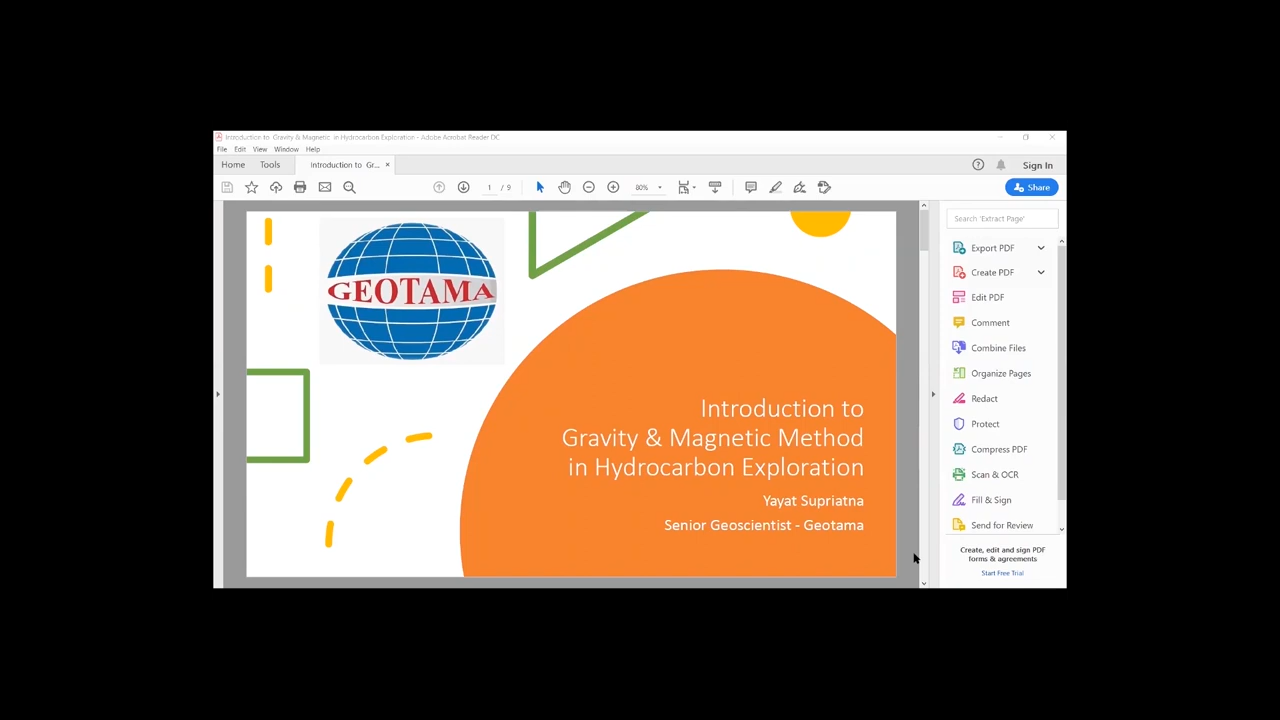 Introduction to Gravity & Magnetic in Hydrocarbon Exploration - Adobe Acrobat Reader DC
File Edit View Window Help
Home Tools Introduction to Gr... ×
Sign In
1 / 9 80%
Share
Search 'Extract Page'
Export PDF
Create PDF
Edit PDF
Comment
Combine Files
Organize Pages
Redact
Protect
Compress PDF
Scan & OCR
Fill & Sign
Send for Review
Create, edit and sign PDF
forms & agreements
Start Free Trial
GEOTAMA
Introduction to
Gravity & Magnetic Method
in Hydrocarbon Exploration
Yayat Supriatna
Senior Geoscientist - Geotama